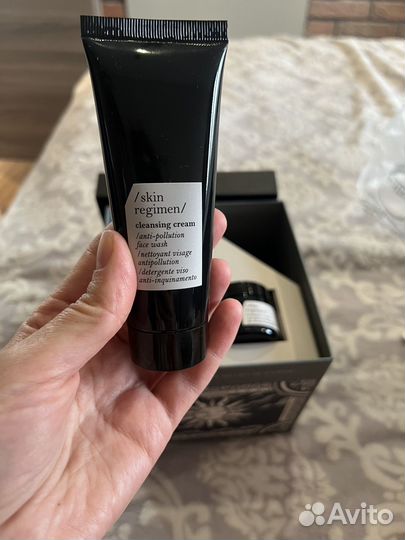 /skin
regimen/
cleansing cream
/anti-pollution
face wash
/nettoyant visage
antipollution
/detergente viso
anti-inquinamento
Avito